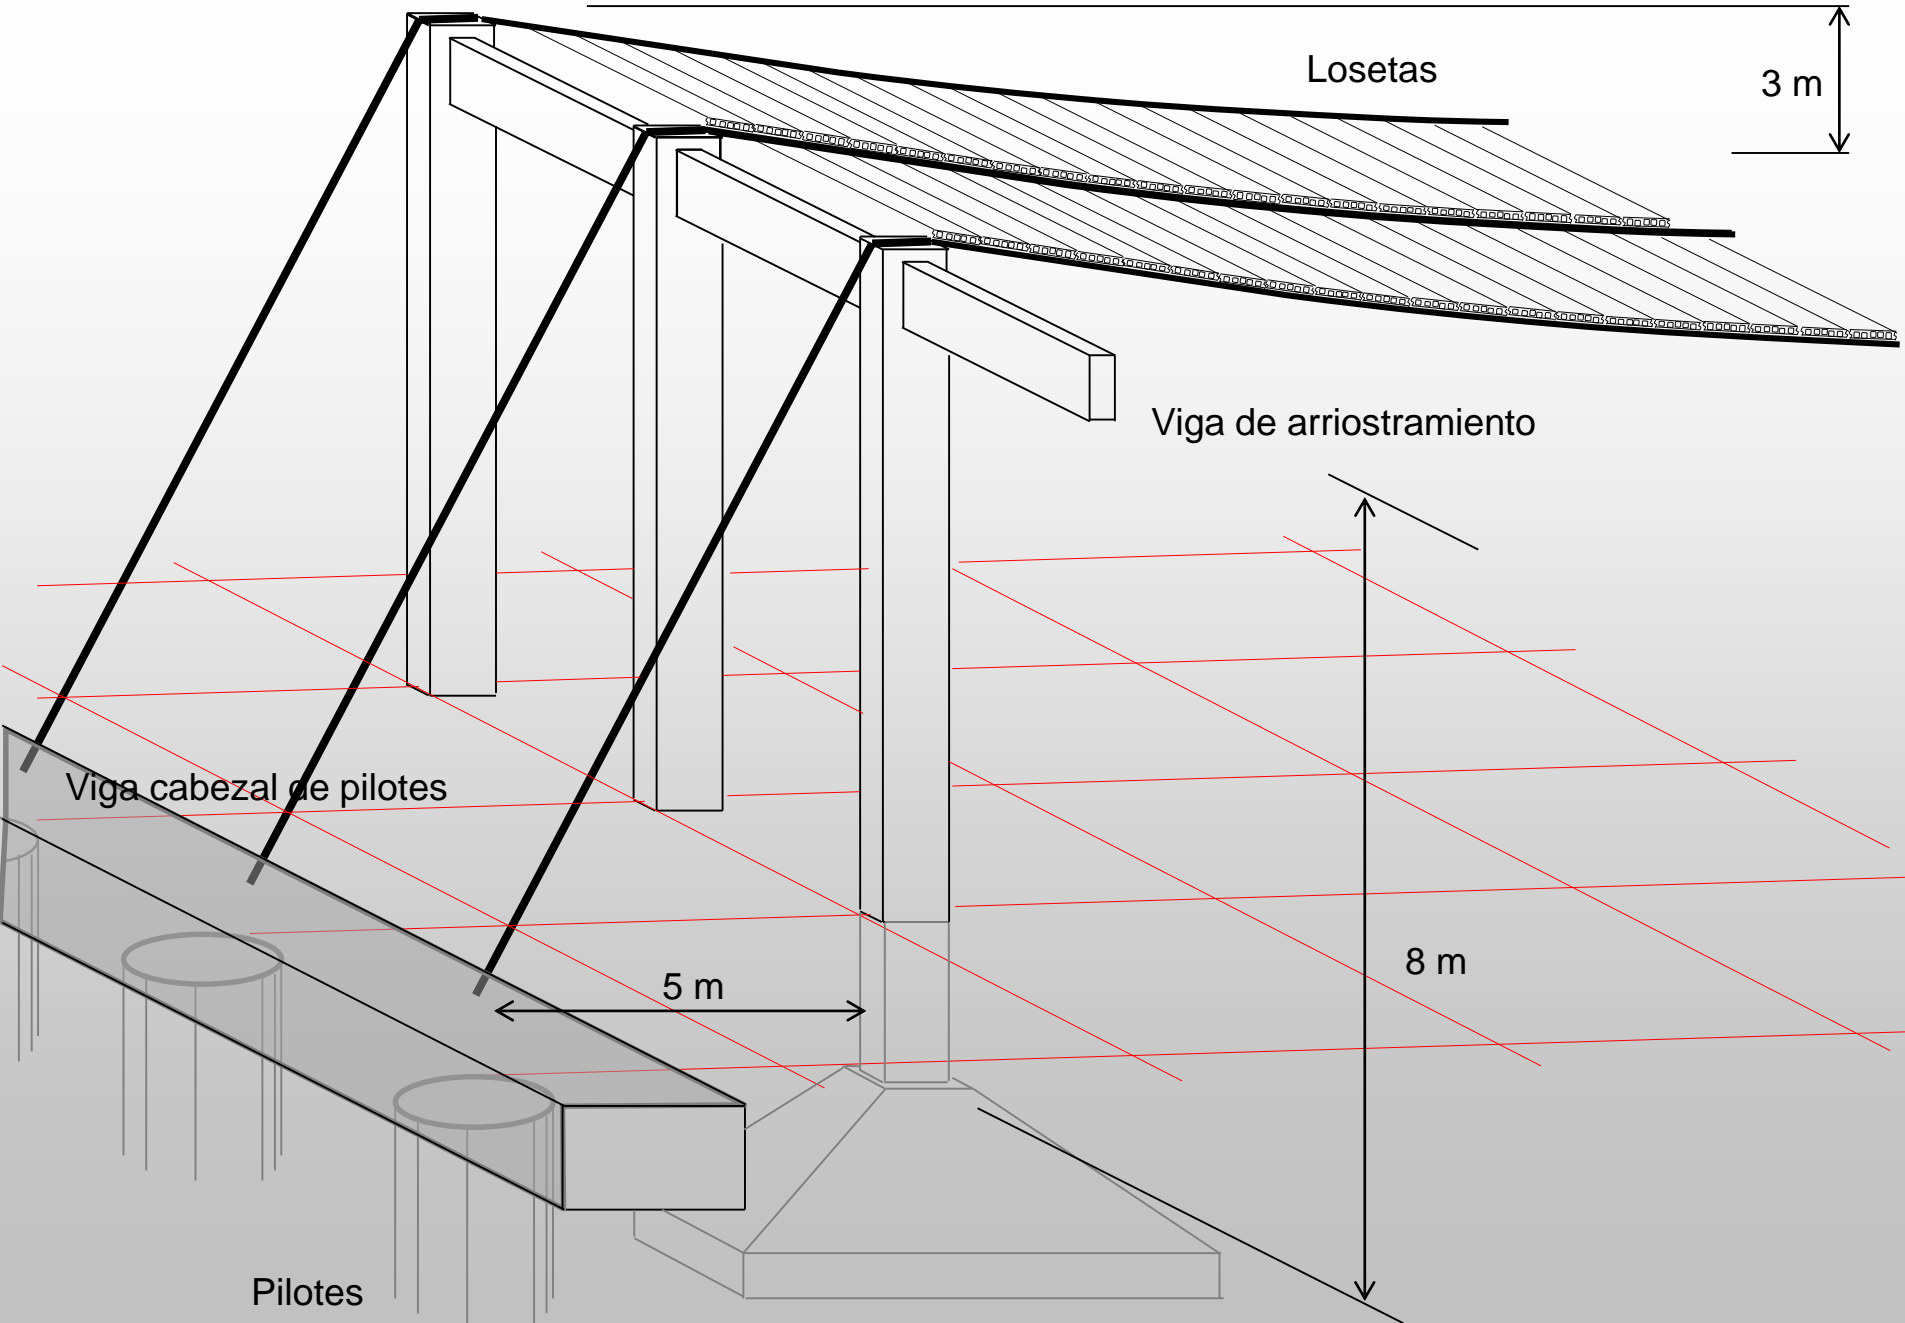 Losetas
3 m
Viga de arriostramiento
Viga cabezal de pilotes
8 m
5 m
Pilotes